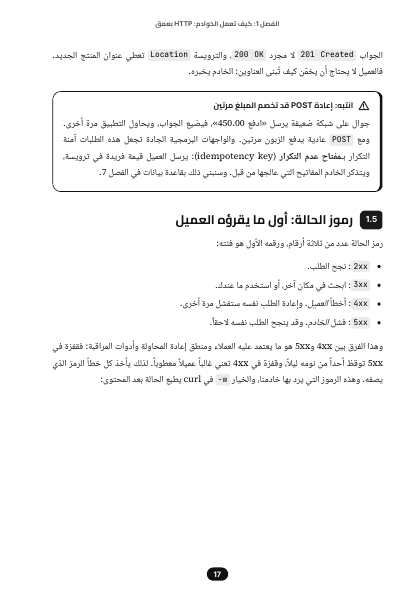 الفصل 1: كيف تعمل الخوادم: HTTP بعمق
الجواب 201 Created لا مجرد 200 OK، والترويسة Location تعطي عنوان المنتج الجديد.
فالعميل لا يحتاج أن يخمّن كيف تُبنى العناوين: الخادم يخبره.
انتبه: إعادة POST قد تخصم المبلغ مرتين
جوال على شبكة ضعيفة يرسل «ادفع 450.00»، فيضيع الجواب، ويحاول التطبيق مرة أخرى.
ومع POST عادية يدفع الزبون مرتين. والواجهات البرمجية الجادة تجعل هذه الطلبات آمنة
التكرار بـمفتاح عدم التكرار (idempotency key): يرسل العميل قيمة فريدة في ترويسة،
ويتذكر الخادم المفاتيح التي عالجها من قبل. وسنبني ذلك بقاعدة بيانات في الفصل 7.
1.5 رموز الحالة: أول ما يقرؤه العميل
رمز الحالة عدد من ثلاثة أرقام، ورقمه الأول هو فئته:
• 2xx: نجح الطلب.
• 3xx: ابحث في مكان آخر، أو استخدم ما عندك.
• 4xx: أخطأ العميل. وإعادة الطلب نفسه ستفشل مرة أخرى.
• 5xx: فشل الخادم. وقد ينجح الطلب نفسه لاحقاً.
وهذا الفرق بين 4xx و5xx هو ما يعتمد عليه العملاء ومنطق إعادة المحاولة وأدوات المراقبة: فقفزة في
5xx توقظ أحداً من نومه ليلاً، وقفزة في 4xx تعني غالباً عميلاً معطوباً. لذلك يأخذ كل خطأ الرمز الذي
يصفه. وهذه الرموز التي يرد بها خادمنا، والخيار -w في curl يطبع الحالة بعد المحتوى:
17